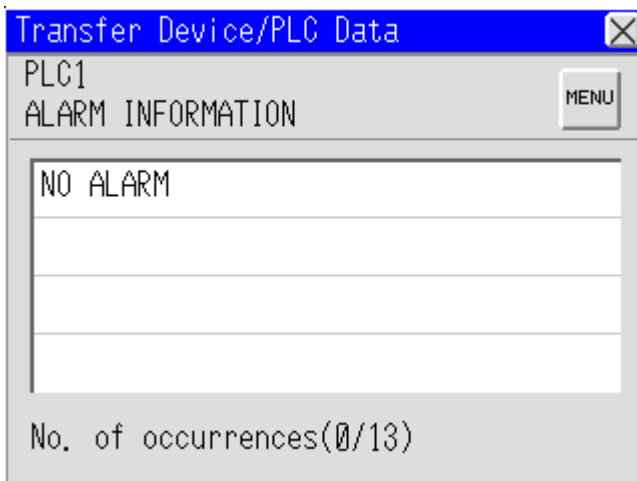 Transfer Device/PLC Data
PLC1
ALARM INFORMATION
MENU
NO ALARM
No. of occurrences(0/13)